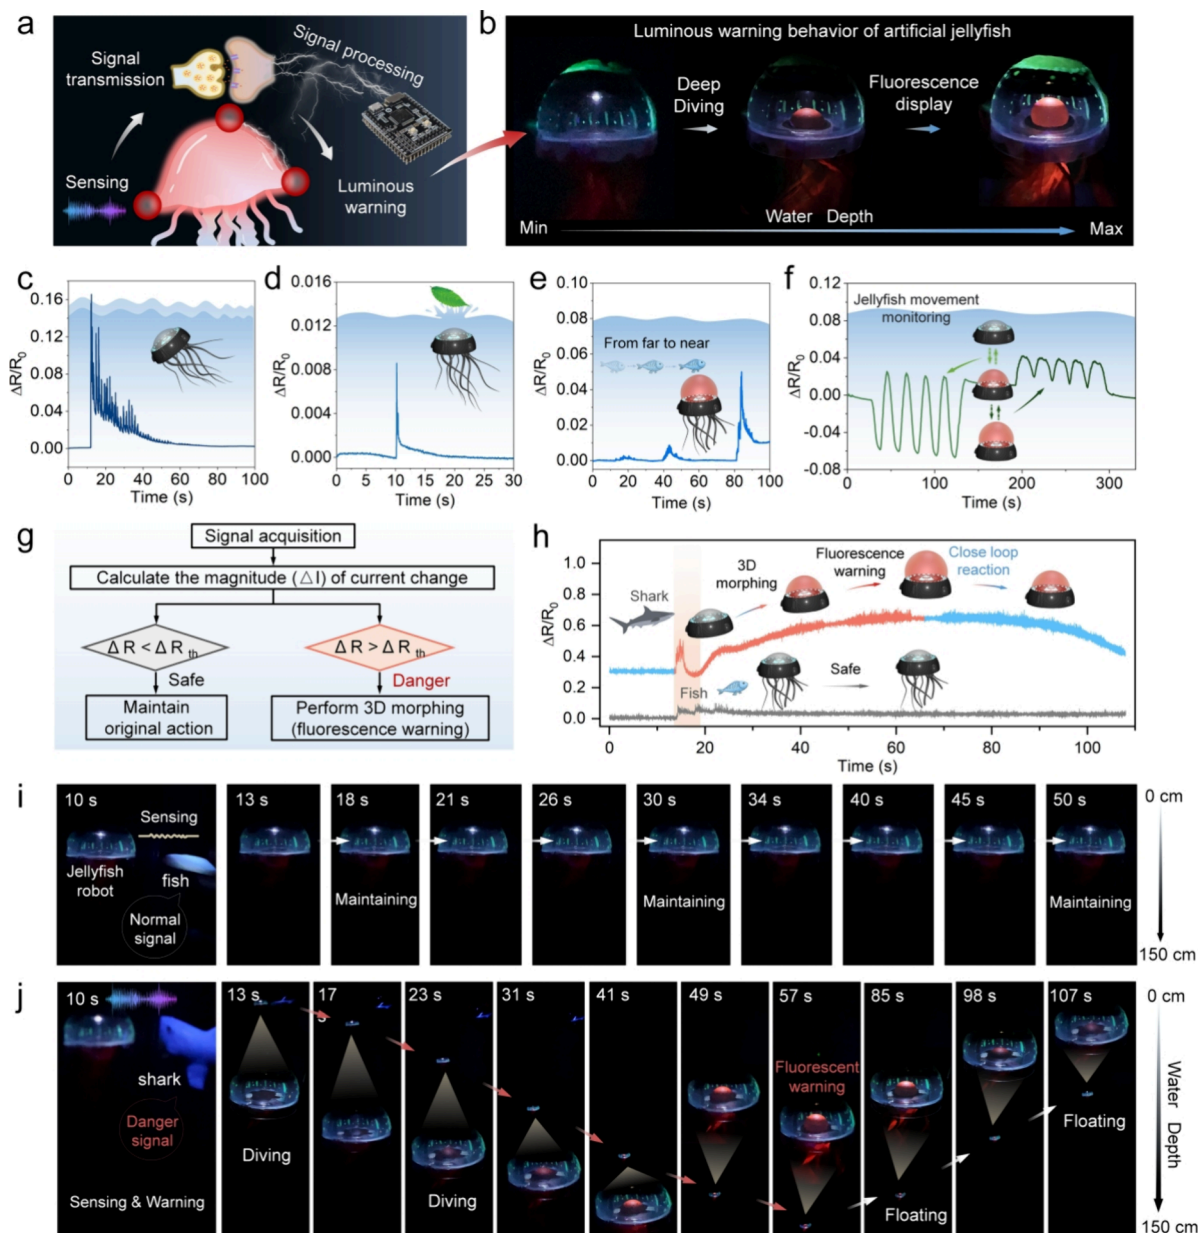 a
Signal
transmission
Signal processing
Sensing
Luminous
warning
b
Luminous warning behavior of artificial jellyfish
Deep
Diving
Fluorescence
display
Water Depth
Min
Max
c
0.16
0.12
0.08
0.04
0.00
ΔR/R0
0 20 40 60 80 100
Time (s)
d
0.016
0.012
0.008
0.004
0.000
ΔR/R0
0 5 10 15 20 25 30
Time (s)
e
0.10
0.08
0.06
0.04
0.02
0.00
ΔR/R0
From far to near
0 20 40 60 80 100
Time (s)
f
0.12
0.08
0.04
0.00
-0.04
-0.08
ΔR/R0
Jellyfish movement
monitoring
0 100 200 300
Time (s)
g
Signal acquisition
Calculate the magnitude (△I) of current change
Δ R < Δ R th
Δ R > Δ R th
Safe
Danger
Maintain
original action
Perform 3D morphing
(fluorescence warning)
h
1.0
0.8
0.6
0.4
0.2
0.0
ΔR/R0
Shark
3D
morphing
Fluorescence
warning
Close loop
reaction
Fish
Safe
0 20 40 60 80 100
Time (s)
i
10 s
Sensing
Jellyfish
robot
fish
Normal
signal
13 s
18 s
Maintaining
21 s
26 s
30 s
Maintaining
34 s
40 s
45 s
50 s
Maintaining
0 cm
150 cm
j
10 s
shark
Danger
signal
Sensing & Warning
13 s
Diving
17
s
23 s
Diving
31 s
41 s
49 s
57 s
Fluorescent
warning
85 s
Floating
98 s
107 s
Floating
0 cm
Water Depth
150 cm